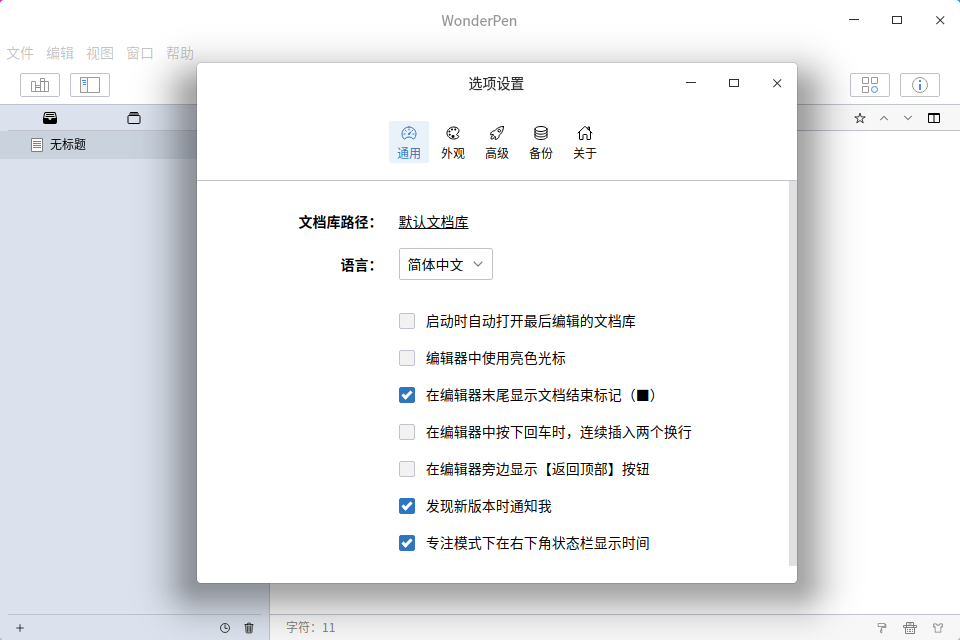 WonderPen
文件 编辑 视图 窗口 帮助
选项设置
通用 外观 高级 备份 关于
无标题
文档库路径： 默认文档库
语言： 简体中文
启动时自动打开最后编辑的文档库
编辑器中使用亮色光标
在编辑器末尾显示文档结束标记（■）
在编辑器中按下回车时，连续插入两个换行
在编辑器旁边显示【返回顶部】按钮
发现新版本时通知我
专注模式下在右下角状态栏显示时间
字符：11